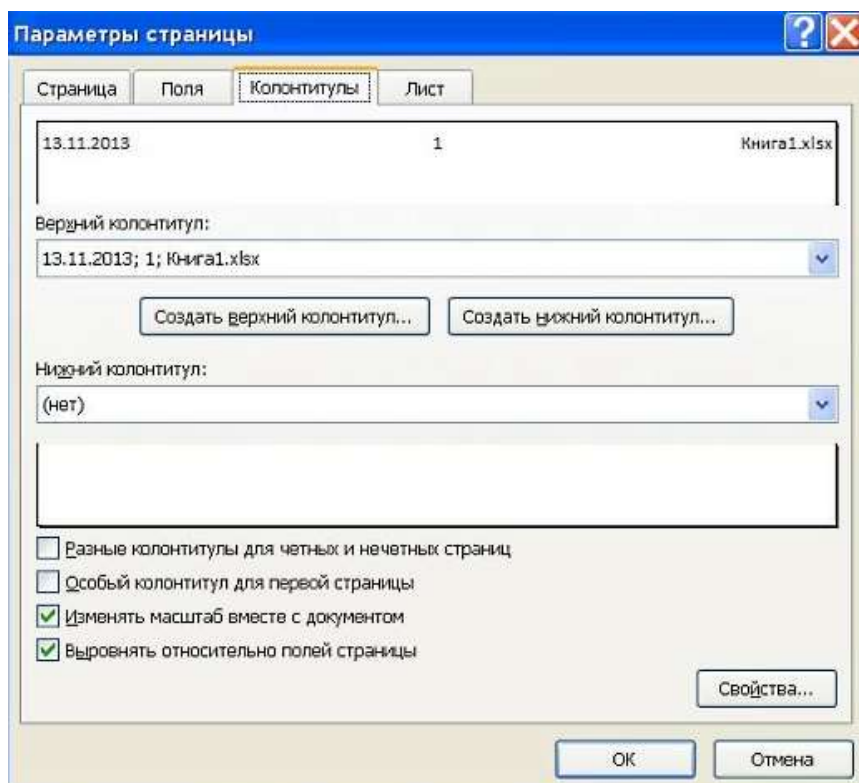 Параметры страницы
Страница Поля Колонтитулы Лист
13.11.2013 1 Книга1.xlsx
Верхний колонтитул:
13.11.2013; 1; Книга1.xlsx
Создать верхний колонтитул... Создать нижний колонтитул...
Нижний колонтитул:
(нет)
Разные колонтитулы для четных и нечетных страниц
Особый колонтитул для первой страницы
Изменять масштаб вместе с документом
Выровнять относительно полей страницы
Свойства...
ОК Отмена